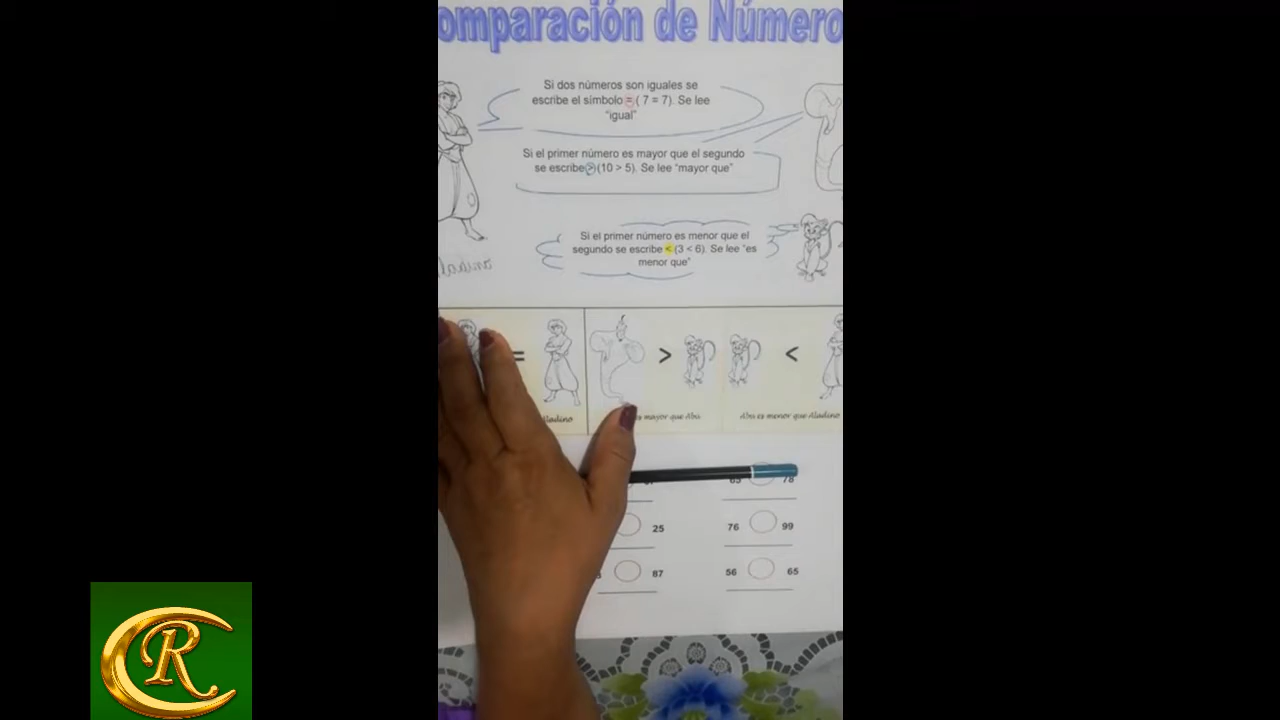 omparación de Número
Si dos números son iguales se
escribe el símbolo = ( 7 = 7). Se lee
"igual"
Si el primer número es mayor que el segundo
se escribe > (10 > 5). Se lee "mayor que"
Si el primer número es menor que el
segundo se escribe < (3 < 6). Se lee "es
menor que"
= > <
Aladino
es mayor que Abu
Abu es menor que Aladino
65 78
25
76 99
87
56 65
R